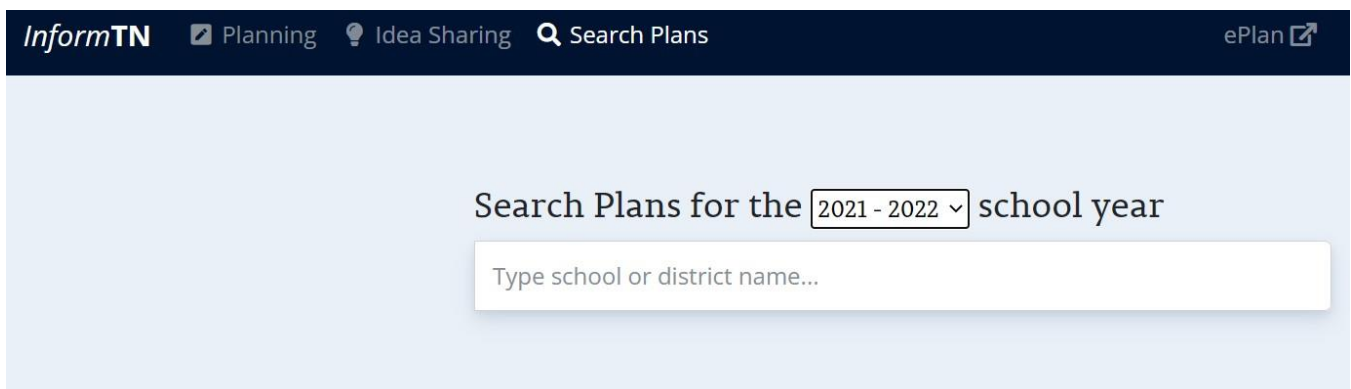 InformTN Planning Idea Sharing Search Plans ePlan
Search Plans for the 2021 - 2022 school year
Type school or district name...